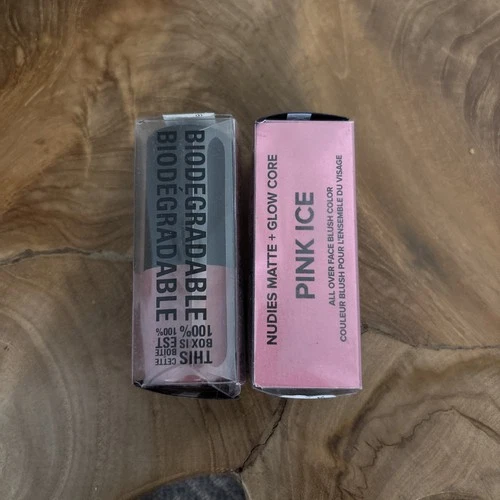 THIS
BOX IS
100%
BIODEGRADABLE
CETTE
BOÎTE
EST
100%
BIODÉGRADABLE
NUDIES MATTE + GLOW CORE
PINK ICE
ALL OVER FACE BLUSH COLOR
COULEUR BLUSH POUR L'ENSEMBLE DU VISAGE